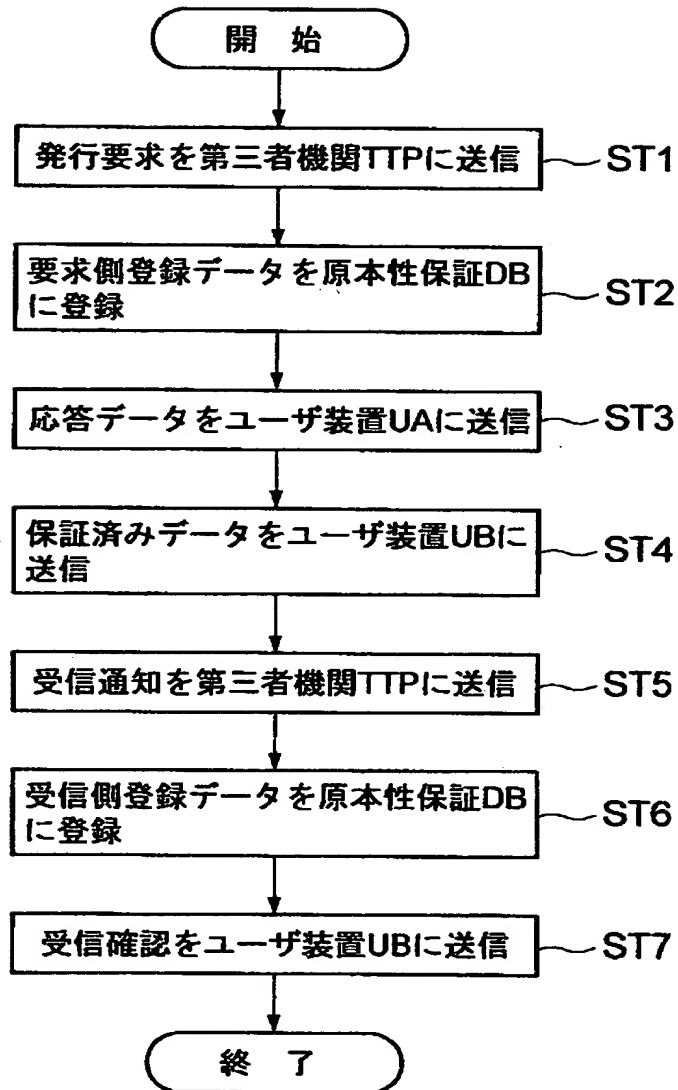 開 始
発行要求を第三者機関TTPに送信 ST1
要求側登録データを原本性保証DB
に登録 ST2
応答データをユーザ装置UAに送信 ST3
保証済みデータをユーザ装置UBに
送信 ST4
受信通知を第三者機関TTPに送信 ST5
受信側登録データを原本性保証DB
に登録 ST6
受信確認をユーザ装置UBに送信 ST7
終 了